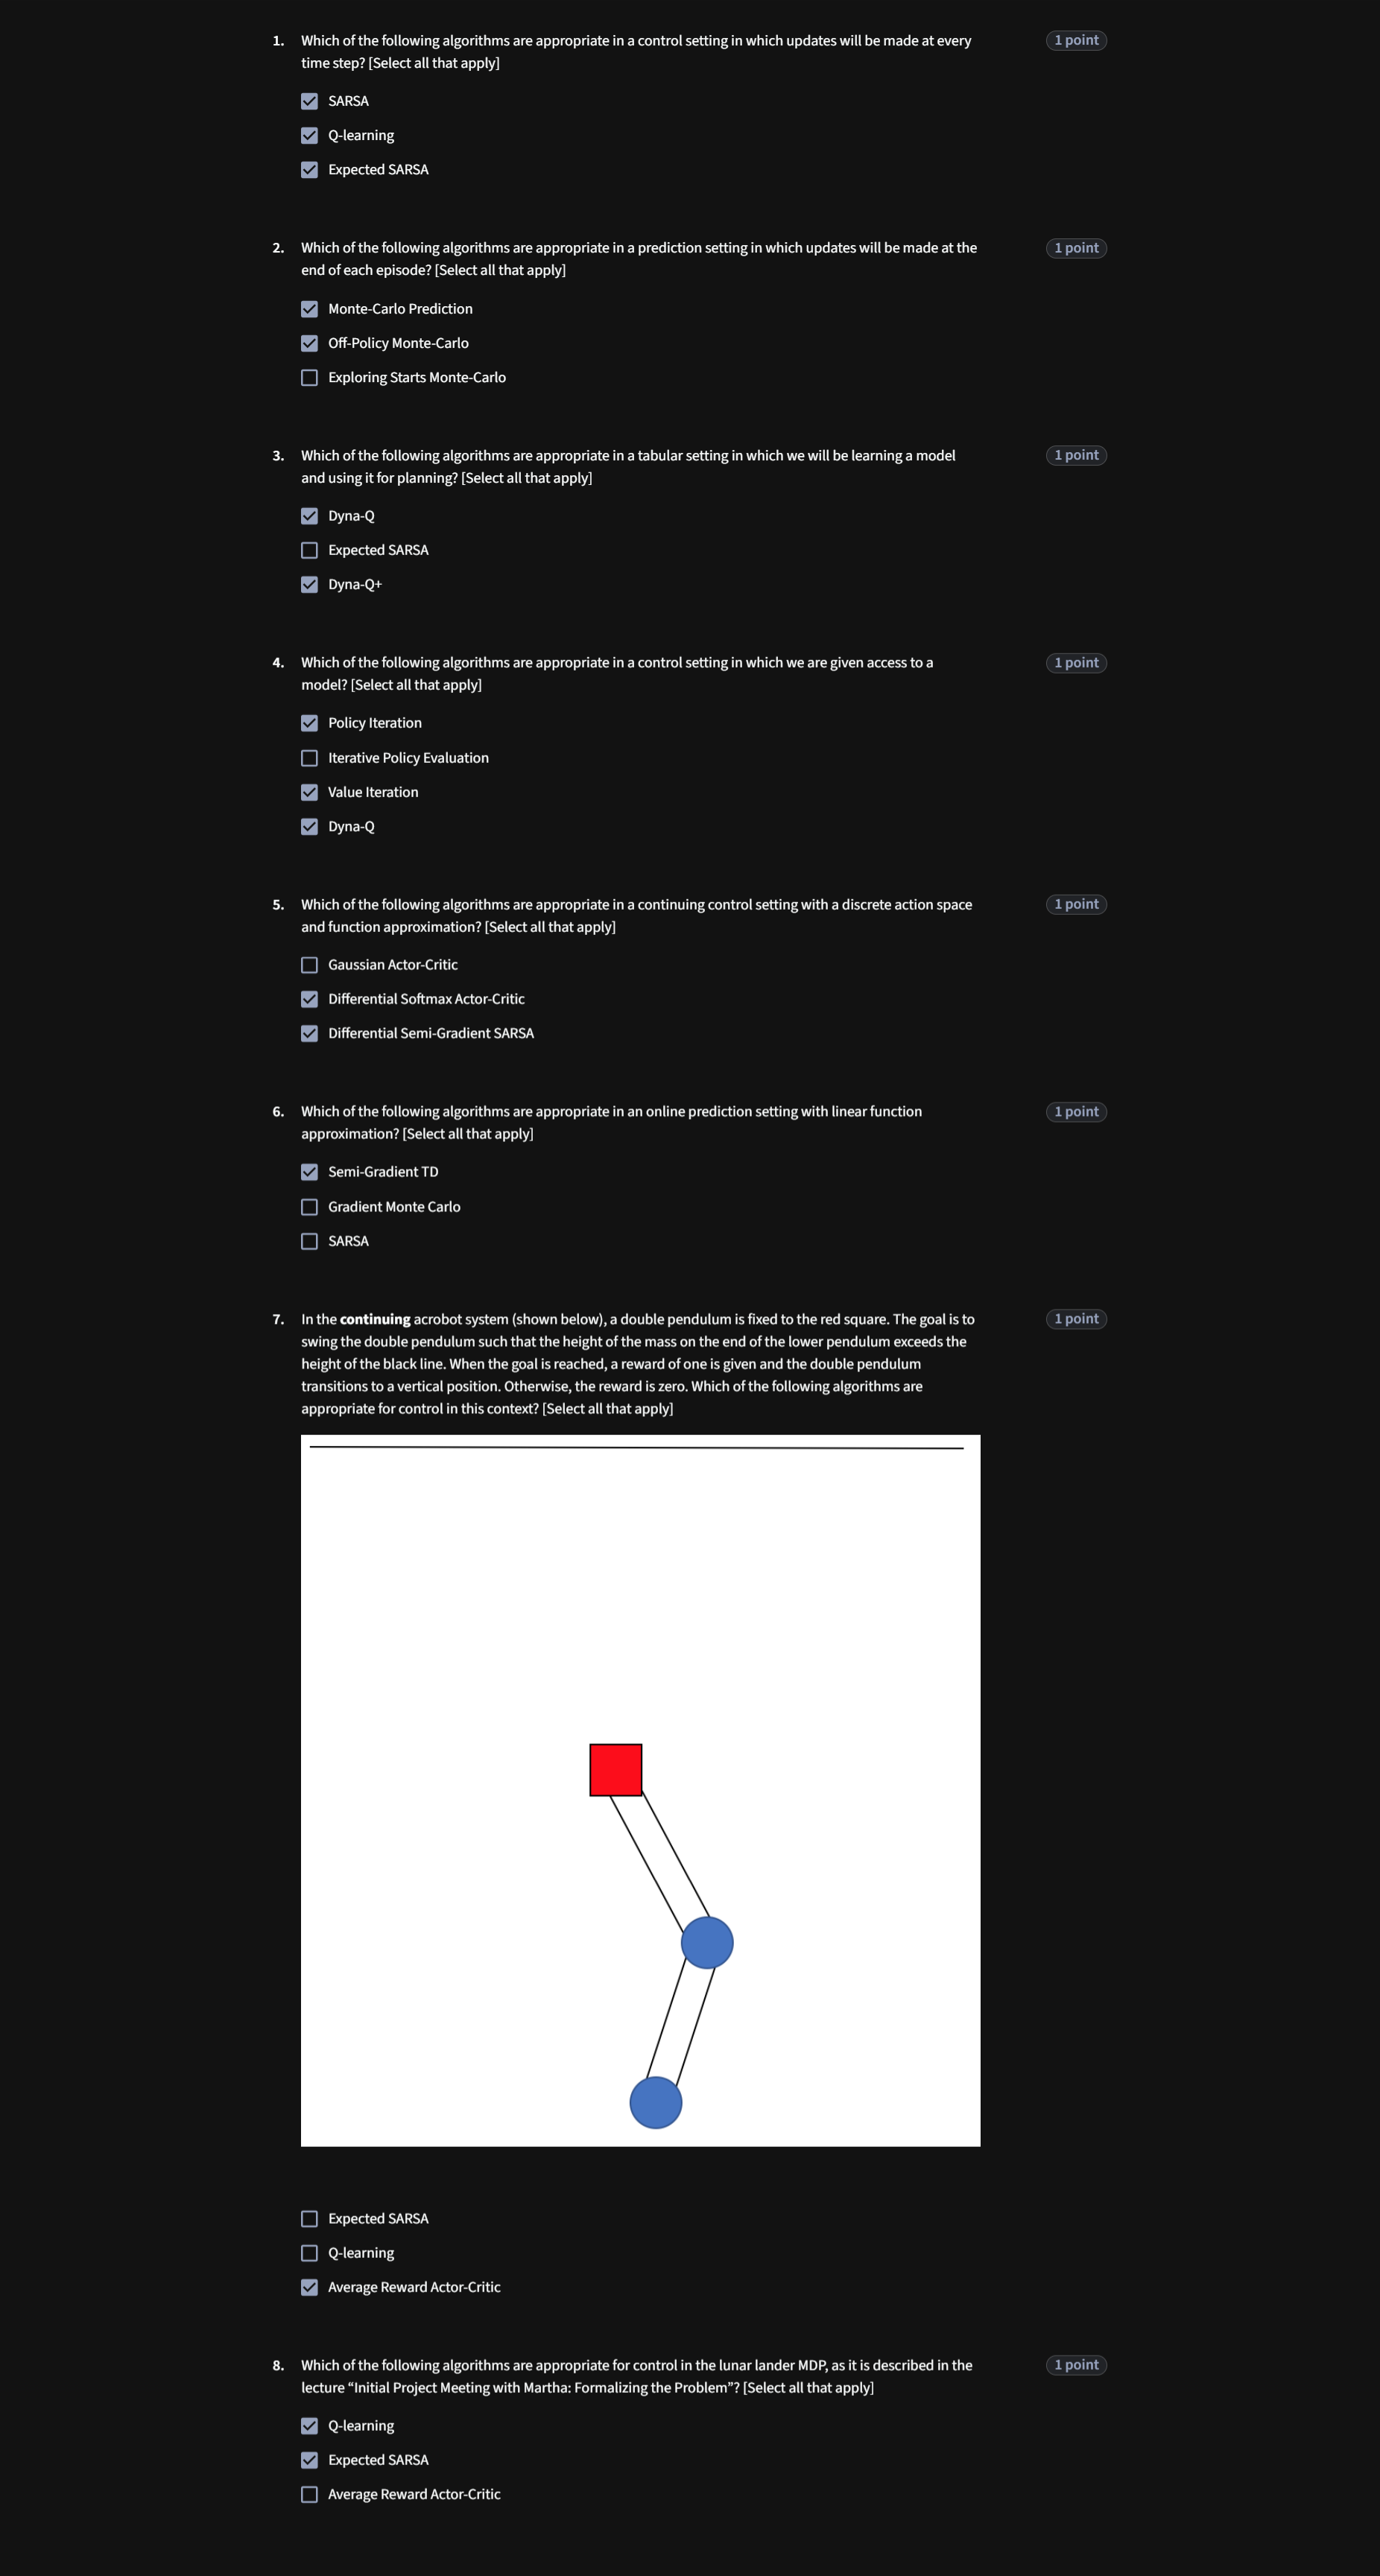 1. Which of the following algorithms are appropriate in a control setting in which updates will be made at every
time step? [Select all that apply]
1 point
SARSA
Q-learning
Expected SARSA
2. Which of the following algorithms are appropriate in a prediction setting in which updates will be made at the
end of each episode? [Select all that apply]
1 point
Monte-Carlo Prediction
Off-Policy Monte-Carlo
Exploring Starts Monte-Carlo
3. Which of the following algorithms are appropriate in a tabular setting in which we will be learning a model
and using it for planning? [Select all that apply]
1 point
Dyna-Q
Expected SARSA
Dyna-Q+
4. Which of the following algorithms are appropriate in a control setting in which we are given access to a
model? [Select all that apply]
1 point
Policy Iteration
Iterative Policy Evaluation
Value Iteration
Dyna-Q
5. Which of the following algorithms are appropriate in a continuing control setting with a discrete action space
and function approximation? [Select all that apply]
1 point
Gaussian Actor-Critic
Differential Softmax Actor-Critic
Differential Semi-Gradient SARSA
6. Which of the following algorithms are appropriate in an online prediction setting with linear function
approximation? [Select all that apply]
1 point
Semi-Gradient TD
Gradient Monte Carlo
SARSA
7. In the continuing acrobot system (shown below), a double pendulum is fixed to the red square. The goal is to
swing the double pendulum such that the height of the mass on the end of the lower pendulum exceeds the
height of the black line. When the goal is reached, a reward of one is given and the double pendulum
transitions to a vertical position. Otherwise, the reward is zero. Which of the following algorithms are
appropriate for control in this context? [Select all that apply]
1 point
Expected SARSA
Q-learning
Average Reward Actor-Critic
8. Which of the following algorithms are appropriate for control in the lunar lander MDP, as it is described in the
lecture “Initial Project Meeting with Martha: Formalizing the Problem”? [Select all that apply]
1 point
Q-learning
Expected SARSA
Average Reward Actor-Critic